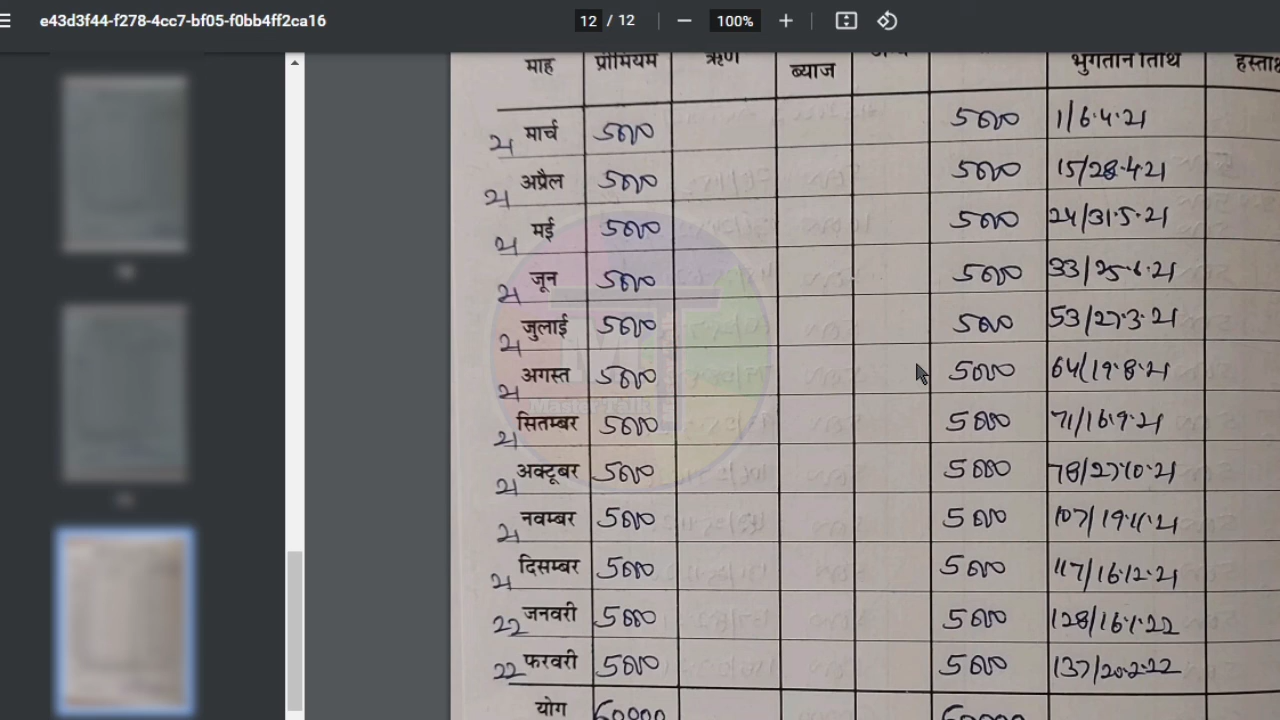 e43d3f44-f278-4cc7-bf05-f0bb4ff2ca16 12 / 12 100%
माह प्रीमियम ऋण ब्याज भुगतान तिथि
21 मार्च 5000 5000 1/6.4.21
21 अप्रैल 5000 5000 15/28.4.21
21 मई 5000 5000 24/31.5.21
21 जून 5000 5000 33/25.6.21
21 जुलाई 5000 5000 53/27.3.21
21 अगस्त 5000 5000 64/19.8.21
21 सितम्बर 5000 5000 71/16.9.21
21 अक्टूबर 5000 5000 78/27.10.21
21 नवम्बर 5000 5000 107/19.11.21
21 दिसम्बर 5000 5000 117/16.12.21
22 जनवरी 5000 5000 128/16.1.22
22 फरवरी 5000 5000 137/20.2.22
योग 60000 60000